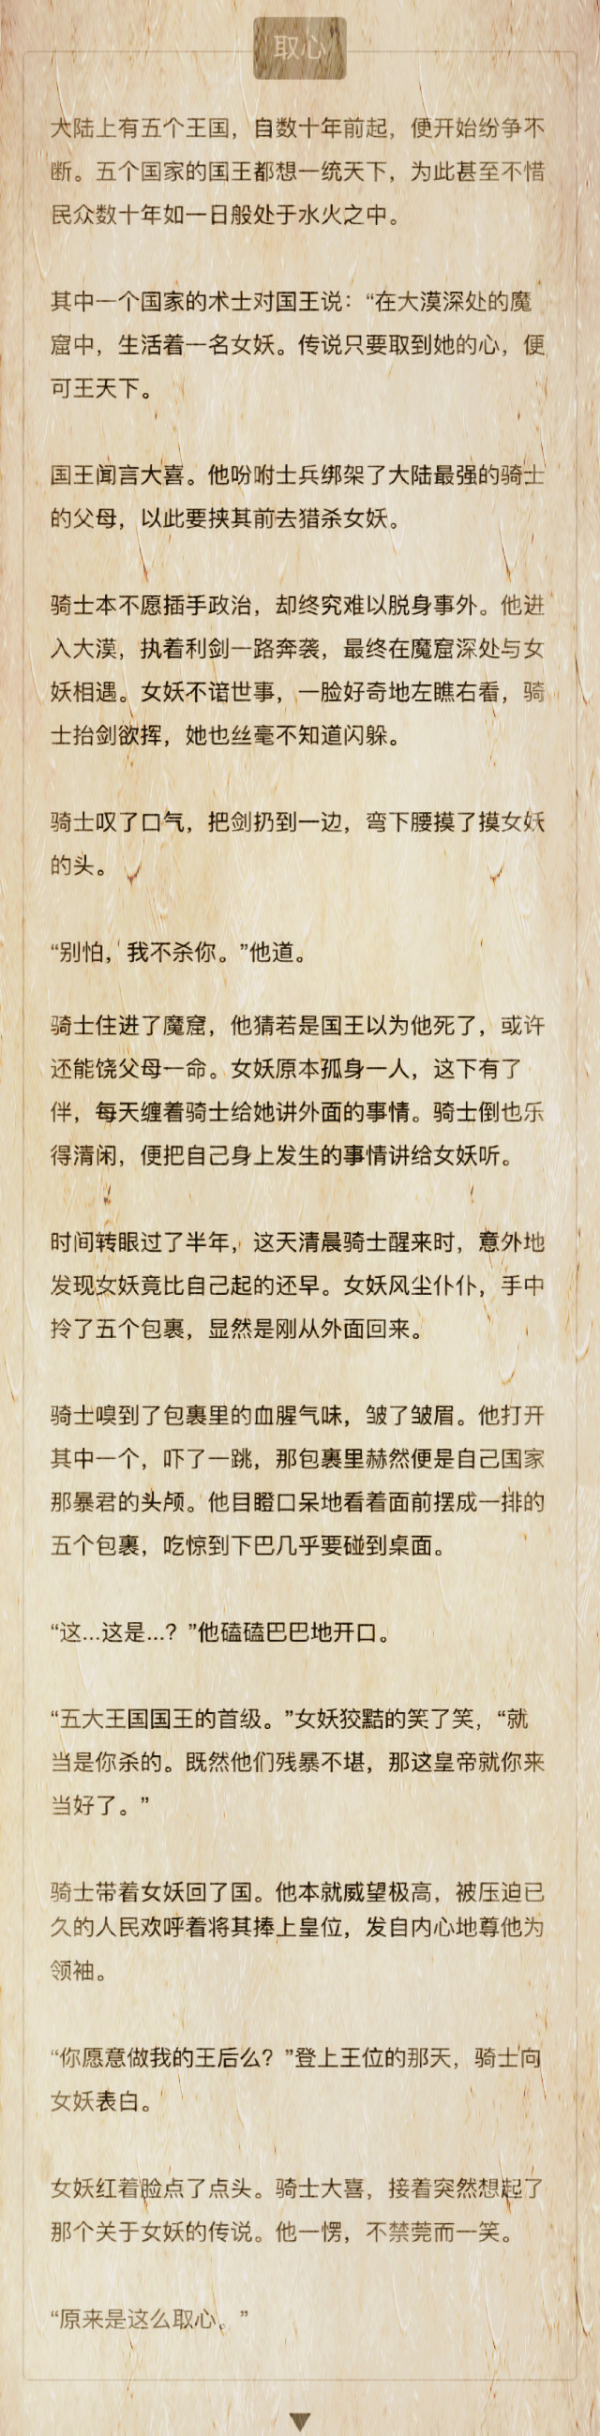 取心
大陆上有五个王国，自数十年前起，便开始纷争不
断。五个国家的国王都想一统天下，为此甚至不惜
民众数十年如一日般处于水火之中。
其中一个国家的术士对国王说：“在大漠深处的魔
窟中，生活着一名女妖。传说只要取到她的心，便
可王天下。
国王闻言大喜。他吩咐士兵绑架了大陆最强的骑士
的父母，以此要挟其前去猎杀女妖。
骑士本不愿插手政治，却终究难以脱身事外。他进
入大漠，执着利剑一路奔袭，最终在魔窟深处与女
妖相遇。女妖不谙世事，一脸好奇地左瞧右看，骑
士抬剑欲挥，她也丝毫不知道闪躲。
骑士叹了口气，把剑扔到一边，弯下腰摸了摸女妖
的头。
“别怕，我不杀你。”他道。
骑士住进了魔窟，他猜若是国王以为他死了，或许
还能饶父母一命。女妖原本孤身一人，这下有了
伴，每天缠着骑士给她讲外面的事情。骑士倒也乐
得清闲，便把自己身上发生的事情讲给女妖听。
时间转眼过了半年，这天清晨骑士醒来时，意外地
发现女妖竟比自己起的还早。女妖风尘仆仆，手中
拎了五个包裹，显然是刚从外面回来。
骑士嗅到了包裹里的血腥气味，皱了皱眉。他打开
其中一个，吓了一跳，那包裹里赫然便是自己国家
那暴君的头颅。他目瞪口呆地看着面前摆成一排的
五个包裹，吃惊到下巴几乎要碰到桌面。
“这...这是...？”他磕磕巴巴地开口。
“五大王国国王的首级。”女妖狡黠的笑了笑，“就
当是你杀的。既然他们残暴不堪，那这皇帝就你来
当好了。”
骑士带着女妖回了国。他本就威望极高，被压迫已
久的人民欢呼着将其捧上皇位，发自内心地尊他为
领袖。
“你愿意做我的王后么？”登上王位的那天，骑士向
女妖表白。
女妖红着脸点了点头。骑士大喜，接着突然想起了
那个关于女妖的传说。他一愣，不禁莞而一笑。
“原来是这么取心。”